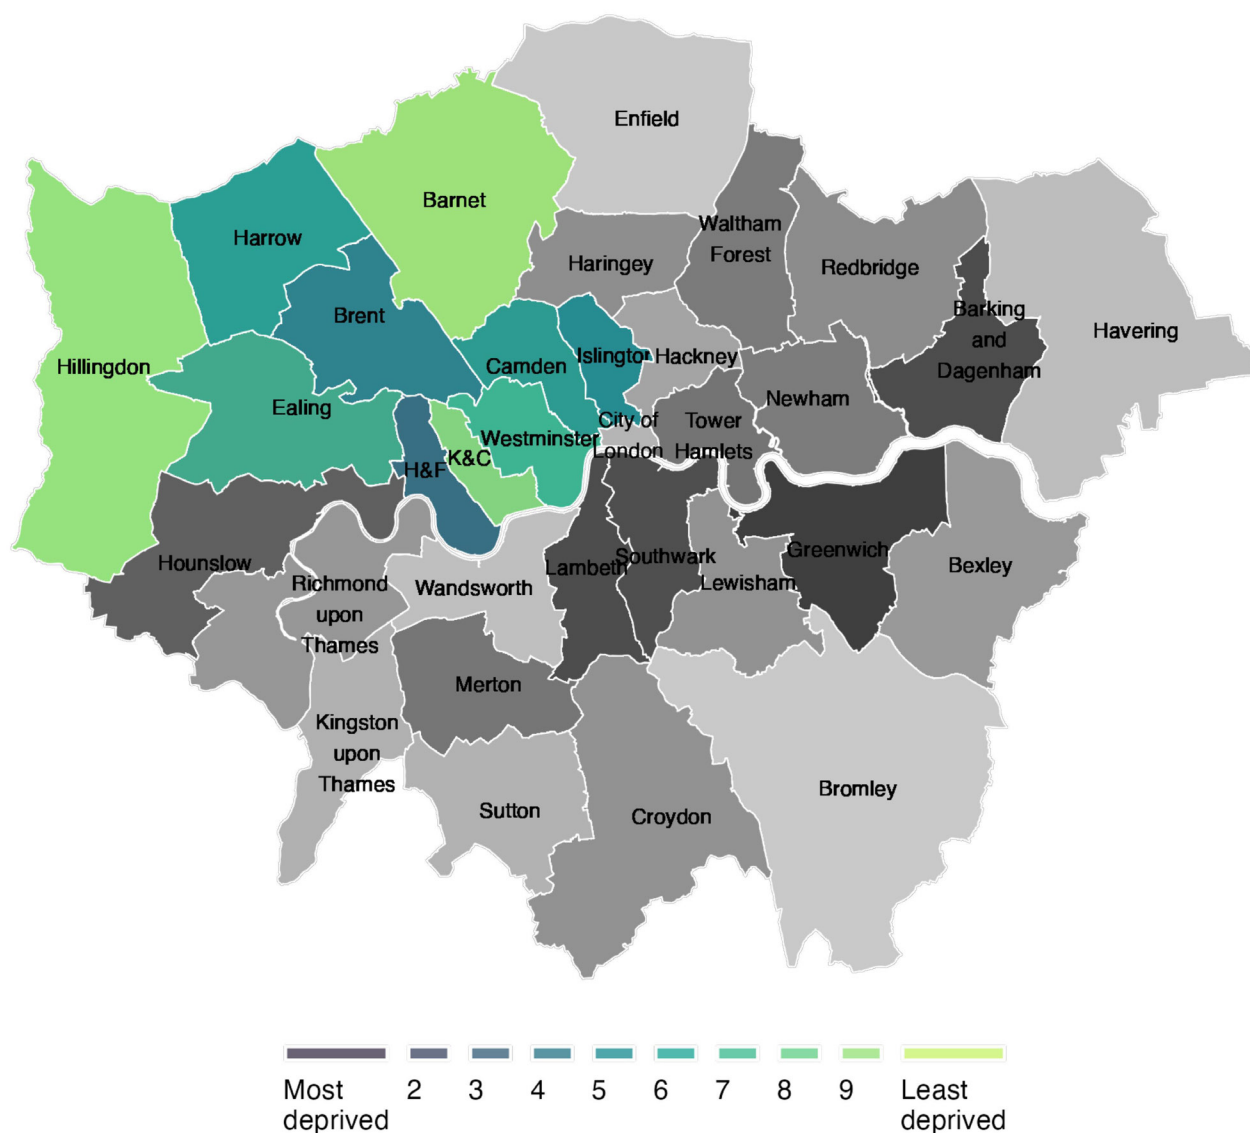 Enfield
Barnet
Waltham
Forest
Harrow
Haringey
Redbridge
Barking
and
Dagenham
Havering
Brent
Hillingdon
Camden
Islington
Hackney
Newham
Ealing
Westminster
City of
London
Tower
Hamlets
K&C
H&F
Hounslow
Richmond
upon
Thames
Wandsworth
Lambeth
Southwark
Lewisham
Greenwich
Bexley
Merton
Kingston
upon
Thames
Sutton
Croydon
Bromley
Most
deprived
2
3
4
5
6
7
8
9
Least
deprived